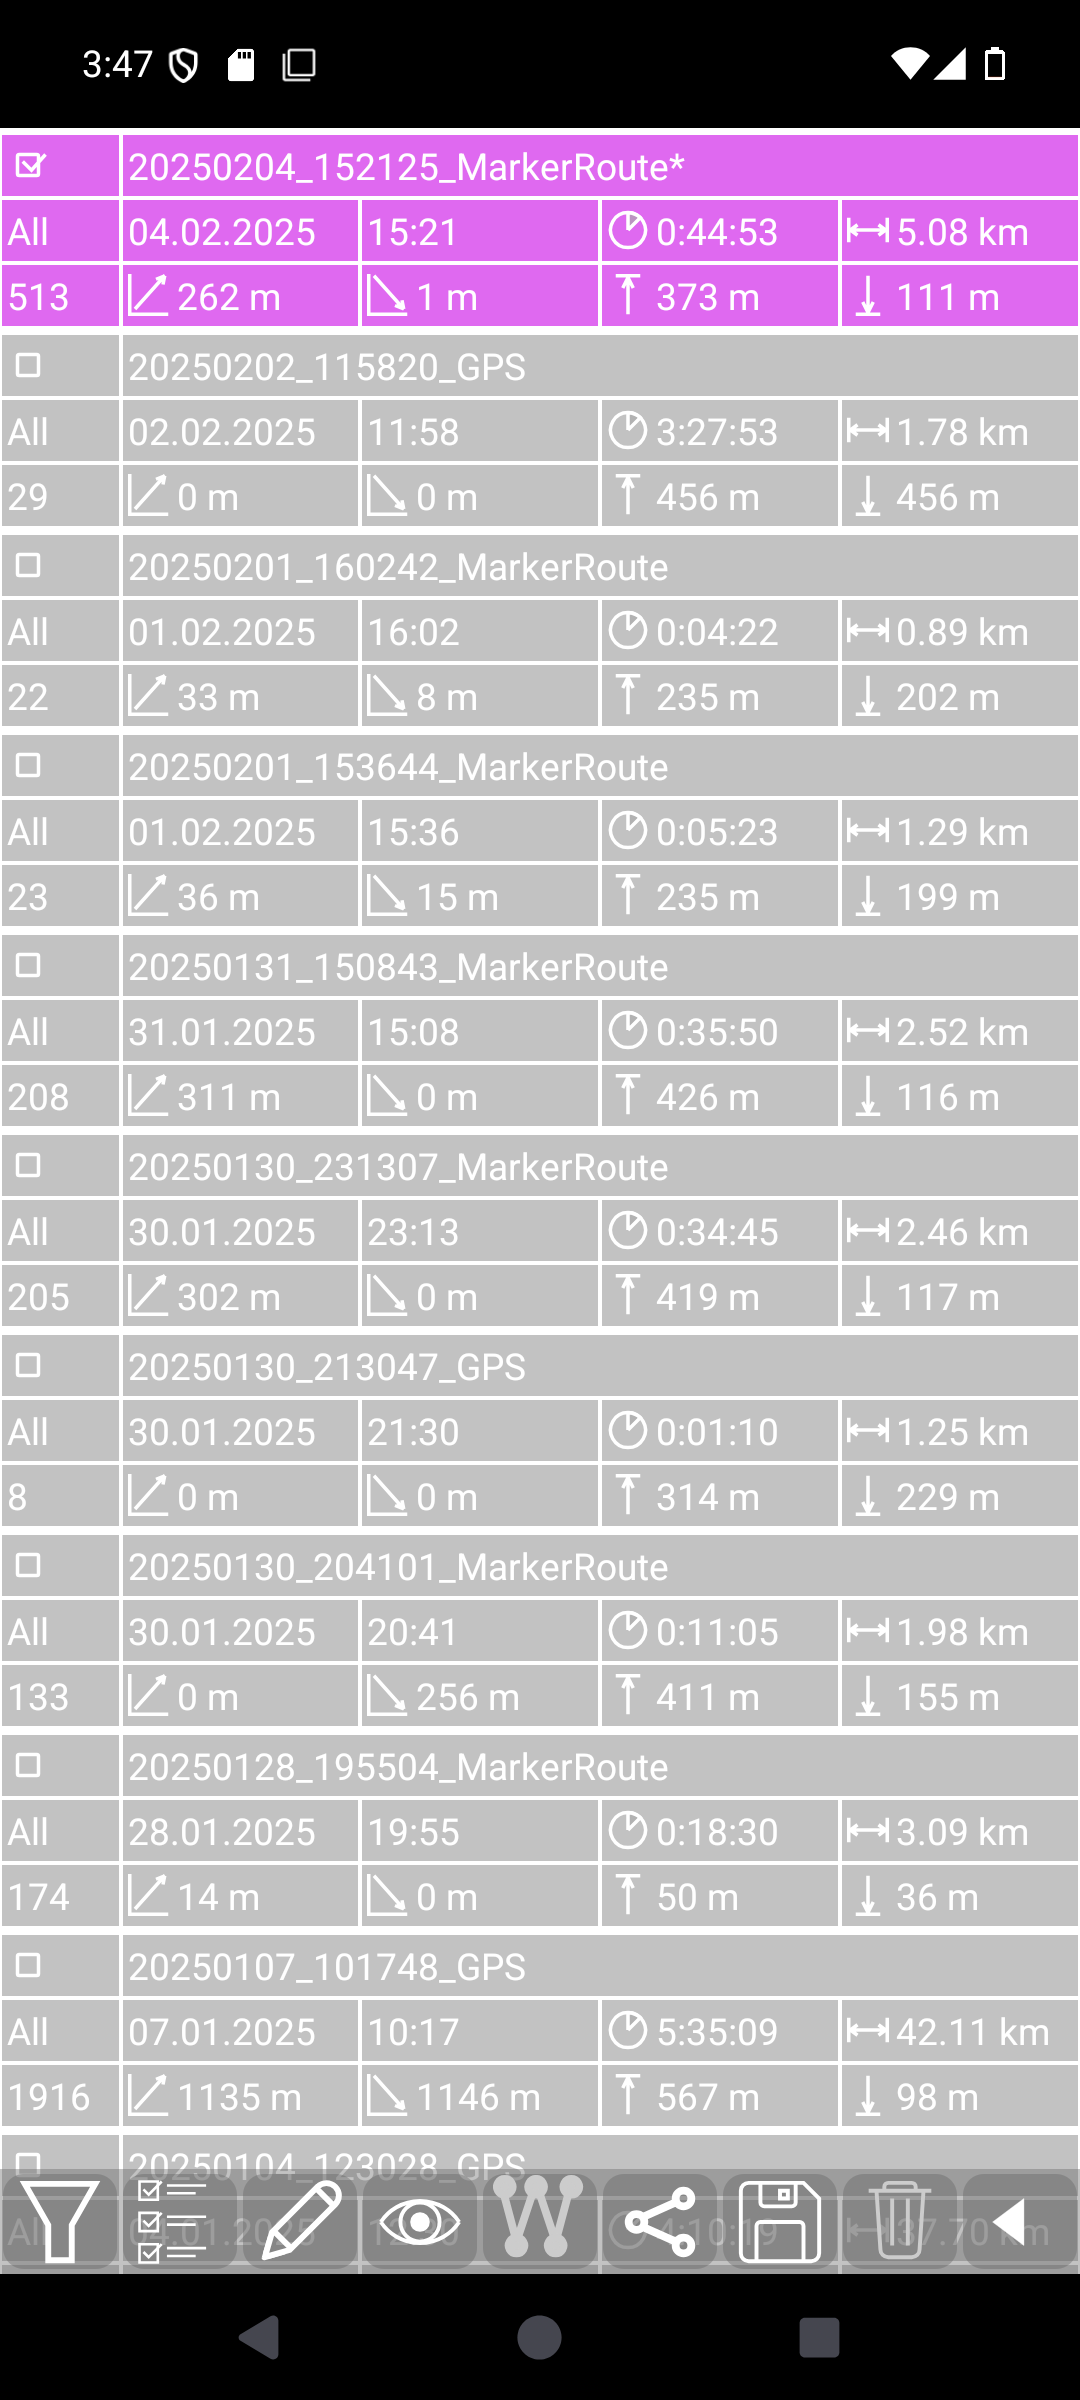 3:47
20250204_152125_MarkerRoute*
All 04.02.2025 15:21 0:44:53 5.08 km
513 262 m 1 m 373 m 111 m
20250202_115820_GPS
All 02.02.2025 11:58 3:27:53 1.78 km
29 0 m 0 m 456 m 456 m
20250201_160242_MarkerRoute
All 01.02.2025 16:02 0:04:22 0.89 km
22 33 m 8 m 235 m 202 m
20250201_153644_MarkerRoute
All 01.02.2025 15:36 0:05:23 1.29 km
23 36 m 15 m 235 m 199 m
20250131_150843_MarkerRoute
All 31.01.2025 15:08 0:35:50 2.52 km
208 311 m 0 m 426 m 116 m
20250130_231307_MarkerRoute
All 30.01.2025 23:13 0:34:45 2.46 km
205 302 m 0 m 419 m 117 m
20250130_213047_GPS
All 30.01.2025 21:30 0:01:10 1.25 km
8 0 m 0 m 314 m 229 m
20250130_204101_MarkerRoute
All 30.01.2025 20:41 0:11:05 1.98 km
133 0 m 256 m 411 m 155 m
20250128_195504_MarkerRoute
All 28.01.2025 19:55 0:18:30 3.09 km
174 14 m 0 m 50 m 36 m
20250107_101748_GPS
All 07.01.2025 10:17 5:35:09 42.11 km
1916 1135 m 1146 m 567 m 98 m
20250104_123028_GPS
All 04.01.2025 37.70 km